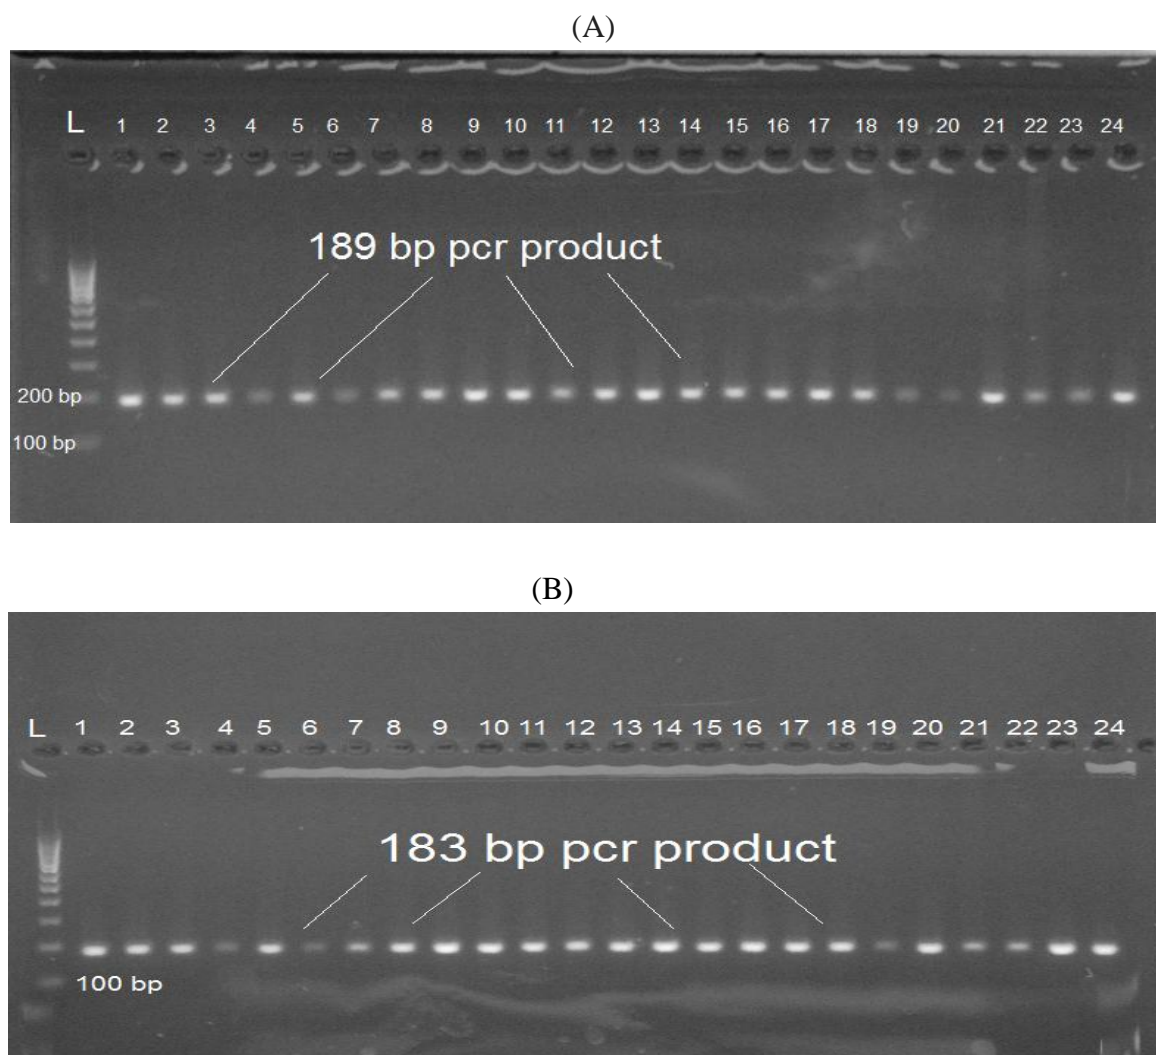 (A)
L 1 2 3 4 5 6 7 8 9 10 11 12 13 14 15 16 17 18 19 20 21 22 23 24
189 bp pcr product
200 bp
100 bp
(B)
L 1 2 3 4 5 6 7 8 9 10 11 12 13 14 15 16 17 18 19 20 21 22 23 24
183 bp pcr product
100 bp